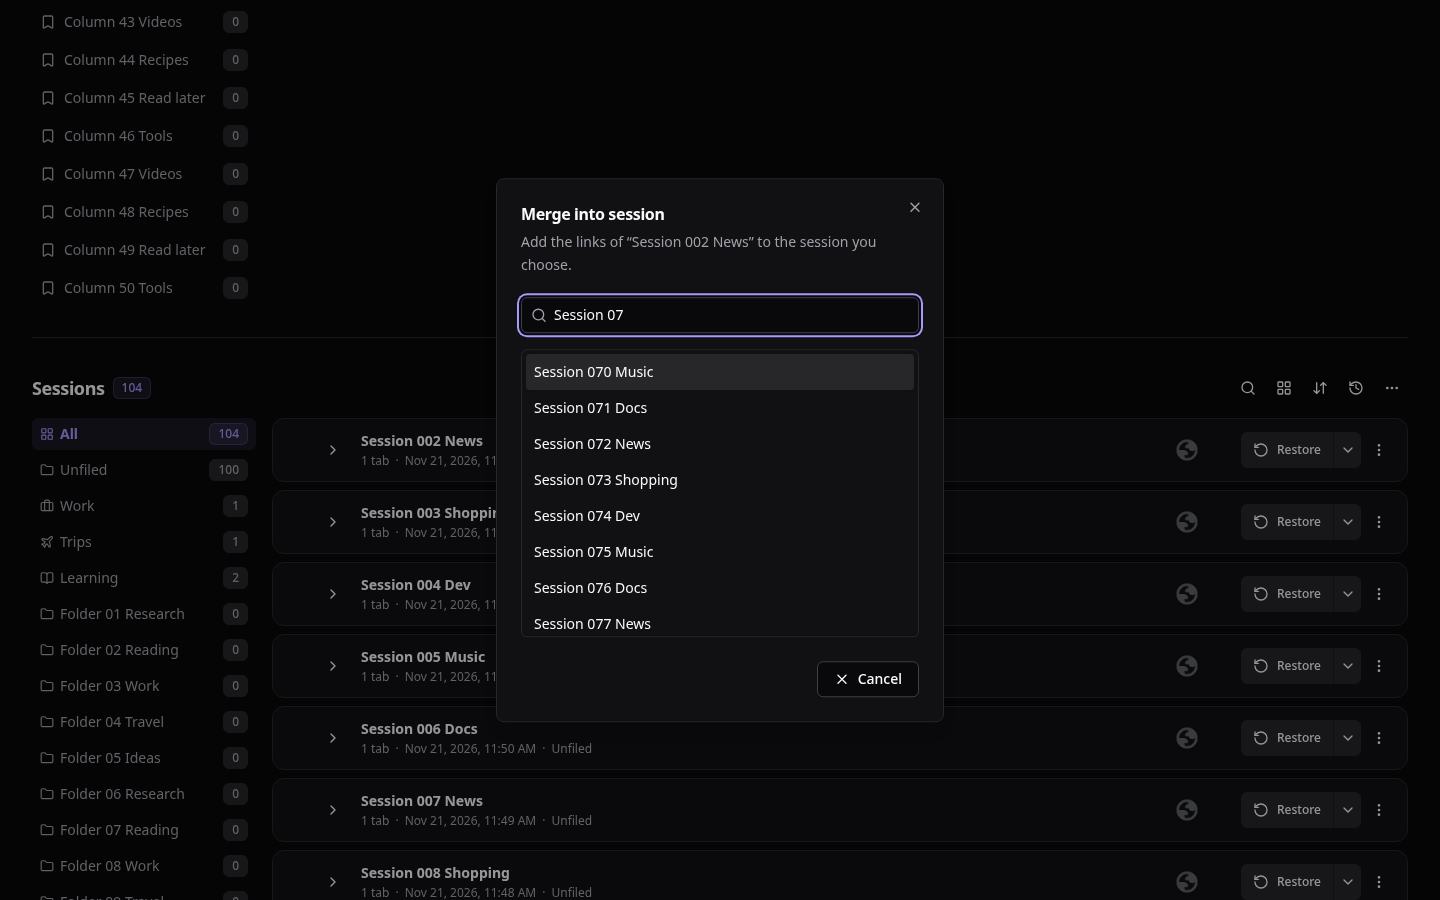 Column 43 Videos 0
Column 44 Recipes 0
Column 45 Read later 0
Column 46 Tools 0
Column 47 Videos 0
Column 48 Recipes 0
Column 49 Read later 0
Column 50 Tools 0
Merge into session
Add the links of “Session 002 News” to the session you
choose.
Session 07
Session 070 Music
Session 071 Docs
Session 072 News
Session 073 Shopping
Session 074 Dev
Session 075 Music
Session 076 Docs
Session 077 News
Cancel
Sessions 104
All 104
Unfiled 100
Work 1
Trips 1
Learning 2
Folder 01 Research 0
Folder 02 Reading 0
Folder 03 Work 0
Folder 04 Travel 0
Folder 05 Ideas 0
Folder 06 Research 0
Folder 07 Reading 0
Folder 08 Work 0
Session 002 News
1 tab · Nov 21, 2026, 11
Restore
Session 003 Shoppin
1 tab · Nov 21, 2026, 11
Restore
Session 004 Dev
1 tab · Nov 21, 2026, 11
Restore
Session 005 Music
1 tab · Nov 21, 2026, 11
Restore
Session 006 Docs
1 tab · Nov 21, 2026, 11:50 AM · Unfiled
Restore
Session 007 News
1 tab · Nov 21, 2026, 11:49 AM · Unfiled
Restore
Session 008 Shopping
1 tab · Nov 21, 2026, 11:48 AM · Unfiled
Restore